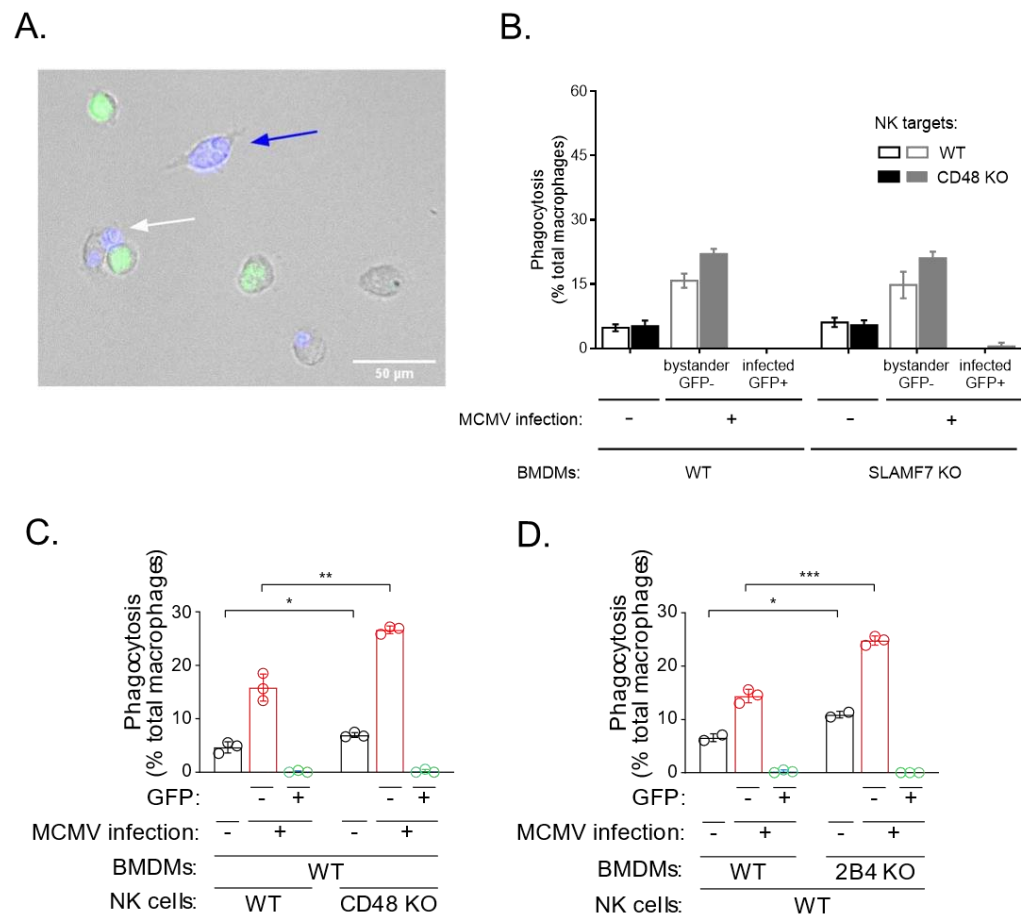 A.
50 µm
B.
Phagocytosis
(% total macrophages)
60
45
30
15
0
NK targets:
WT
CD48 KO
bystander GFP-
infected GFP+
bystander GFP-
infected GFP+
MCMV infection: - + - +
BMDMs: WT SLAMF7 KO
C.
Phagocytosis
(% total macrophages)
30
20
10
0
**
*
GFP: - + - +
MCMV infection: - + - +
BMDMs: WT
NK cells: WT CD48 KO
D.
Phagocytosis
(% total macrophages)
30
20
10
0
***
*
GFP: - + - +
MCMV infection: - + - +
BMDMs: WT 2B4 KO
NK cells: WT